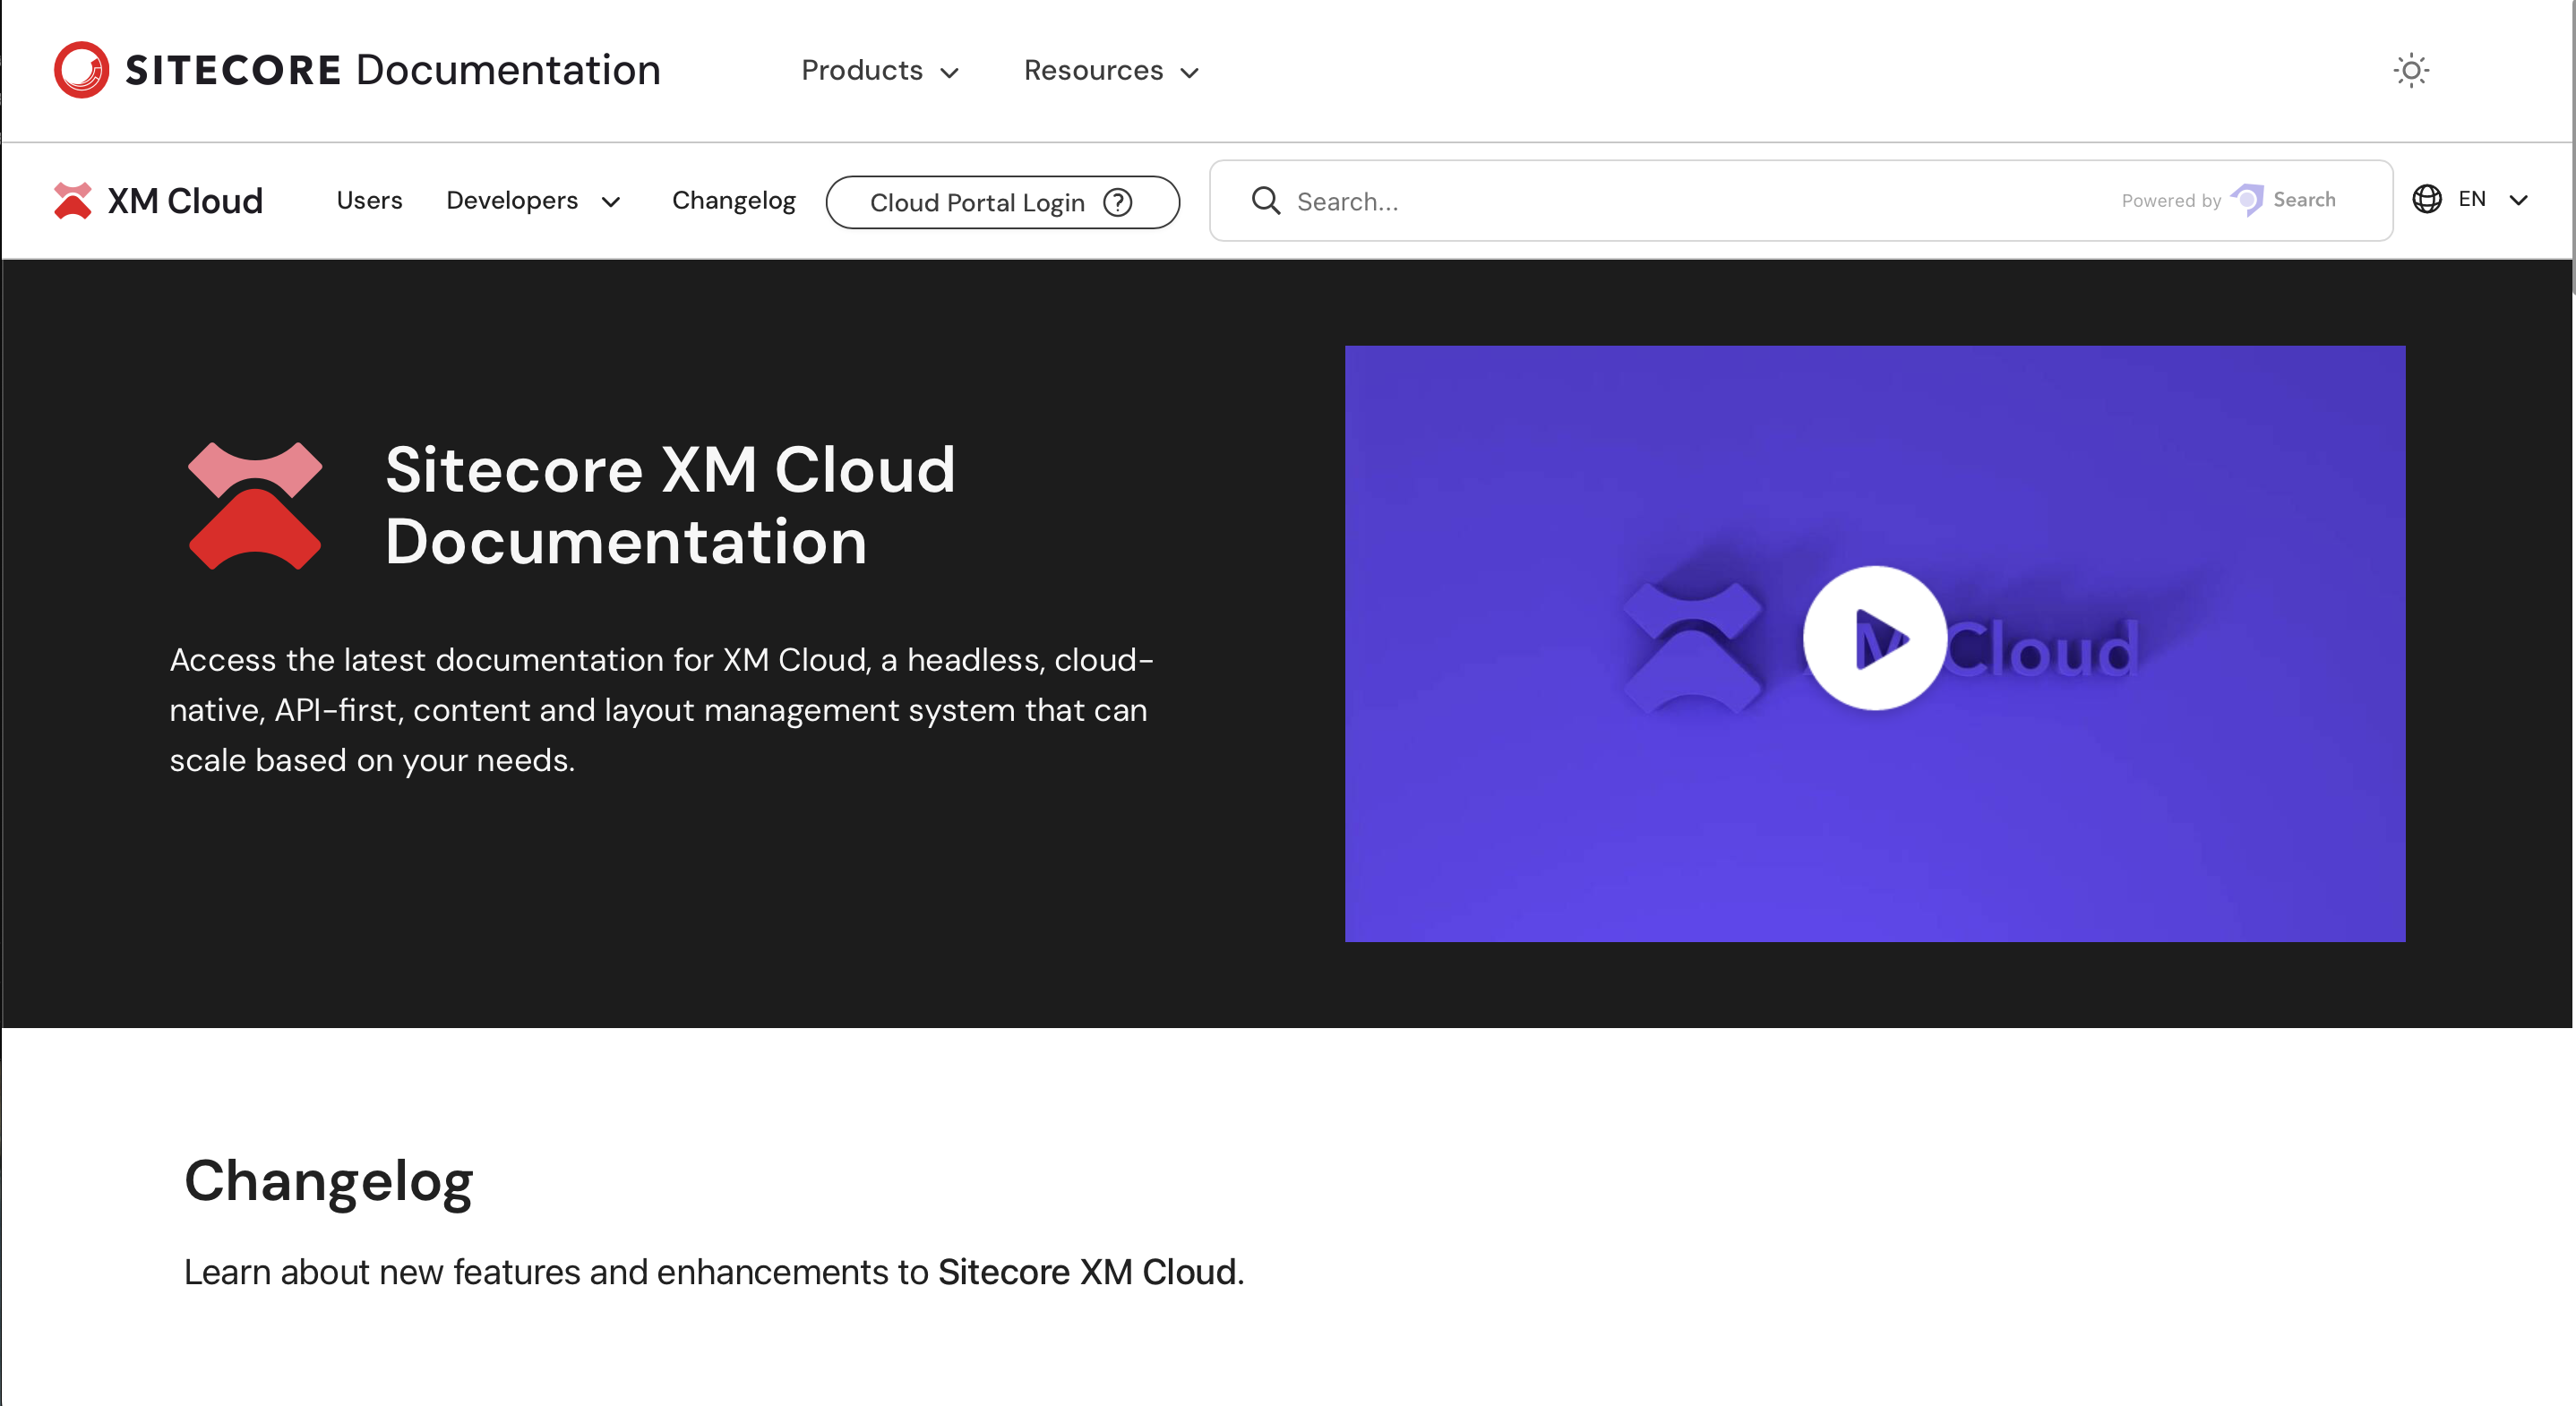 SITECORE Documentation
Products
Resources
XM Cloud
Users
Developers
Changelog
Cloud Portal Login
Search...
Powered by Search
EN
Sitecore XM Cloud
Documentation
Access the latest documentation for XM Cloud, a headless, cloud-
native, API-first, content and layout management system that can
scale based on your needs.
M Cloud
Changelog
Learn about new features and enhancements to Sitecore XM Cloud.